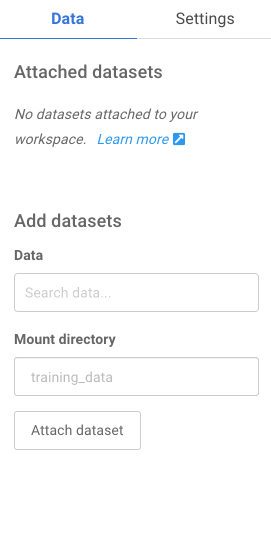 Data Settings
Attached datasets
No datasets attached to your
workspace. Learn more
Add datasets
Data
Search data...
Mount directory
training_data
Attach dataset